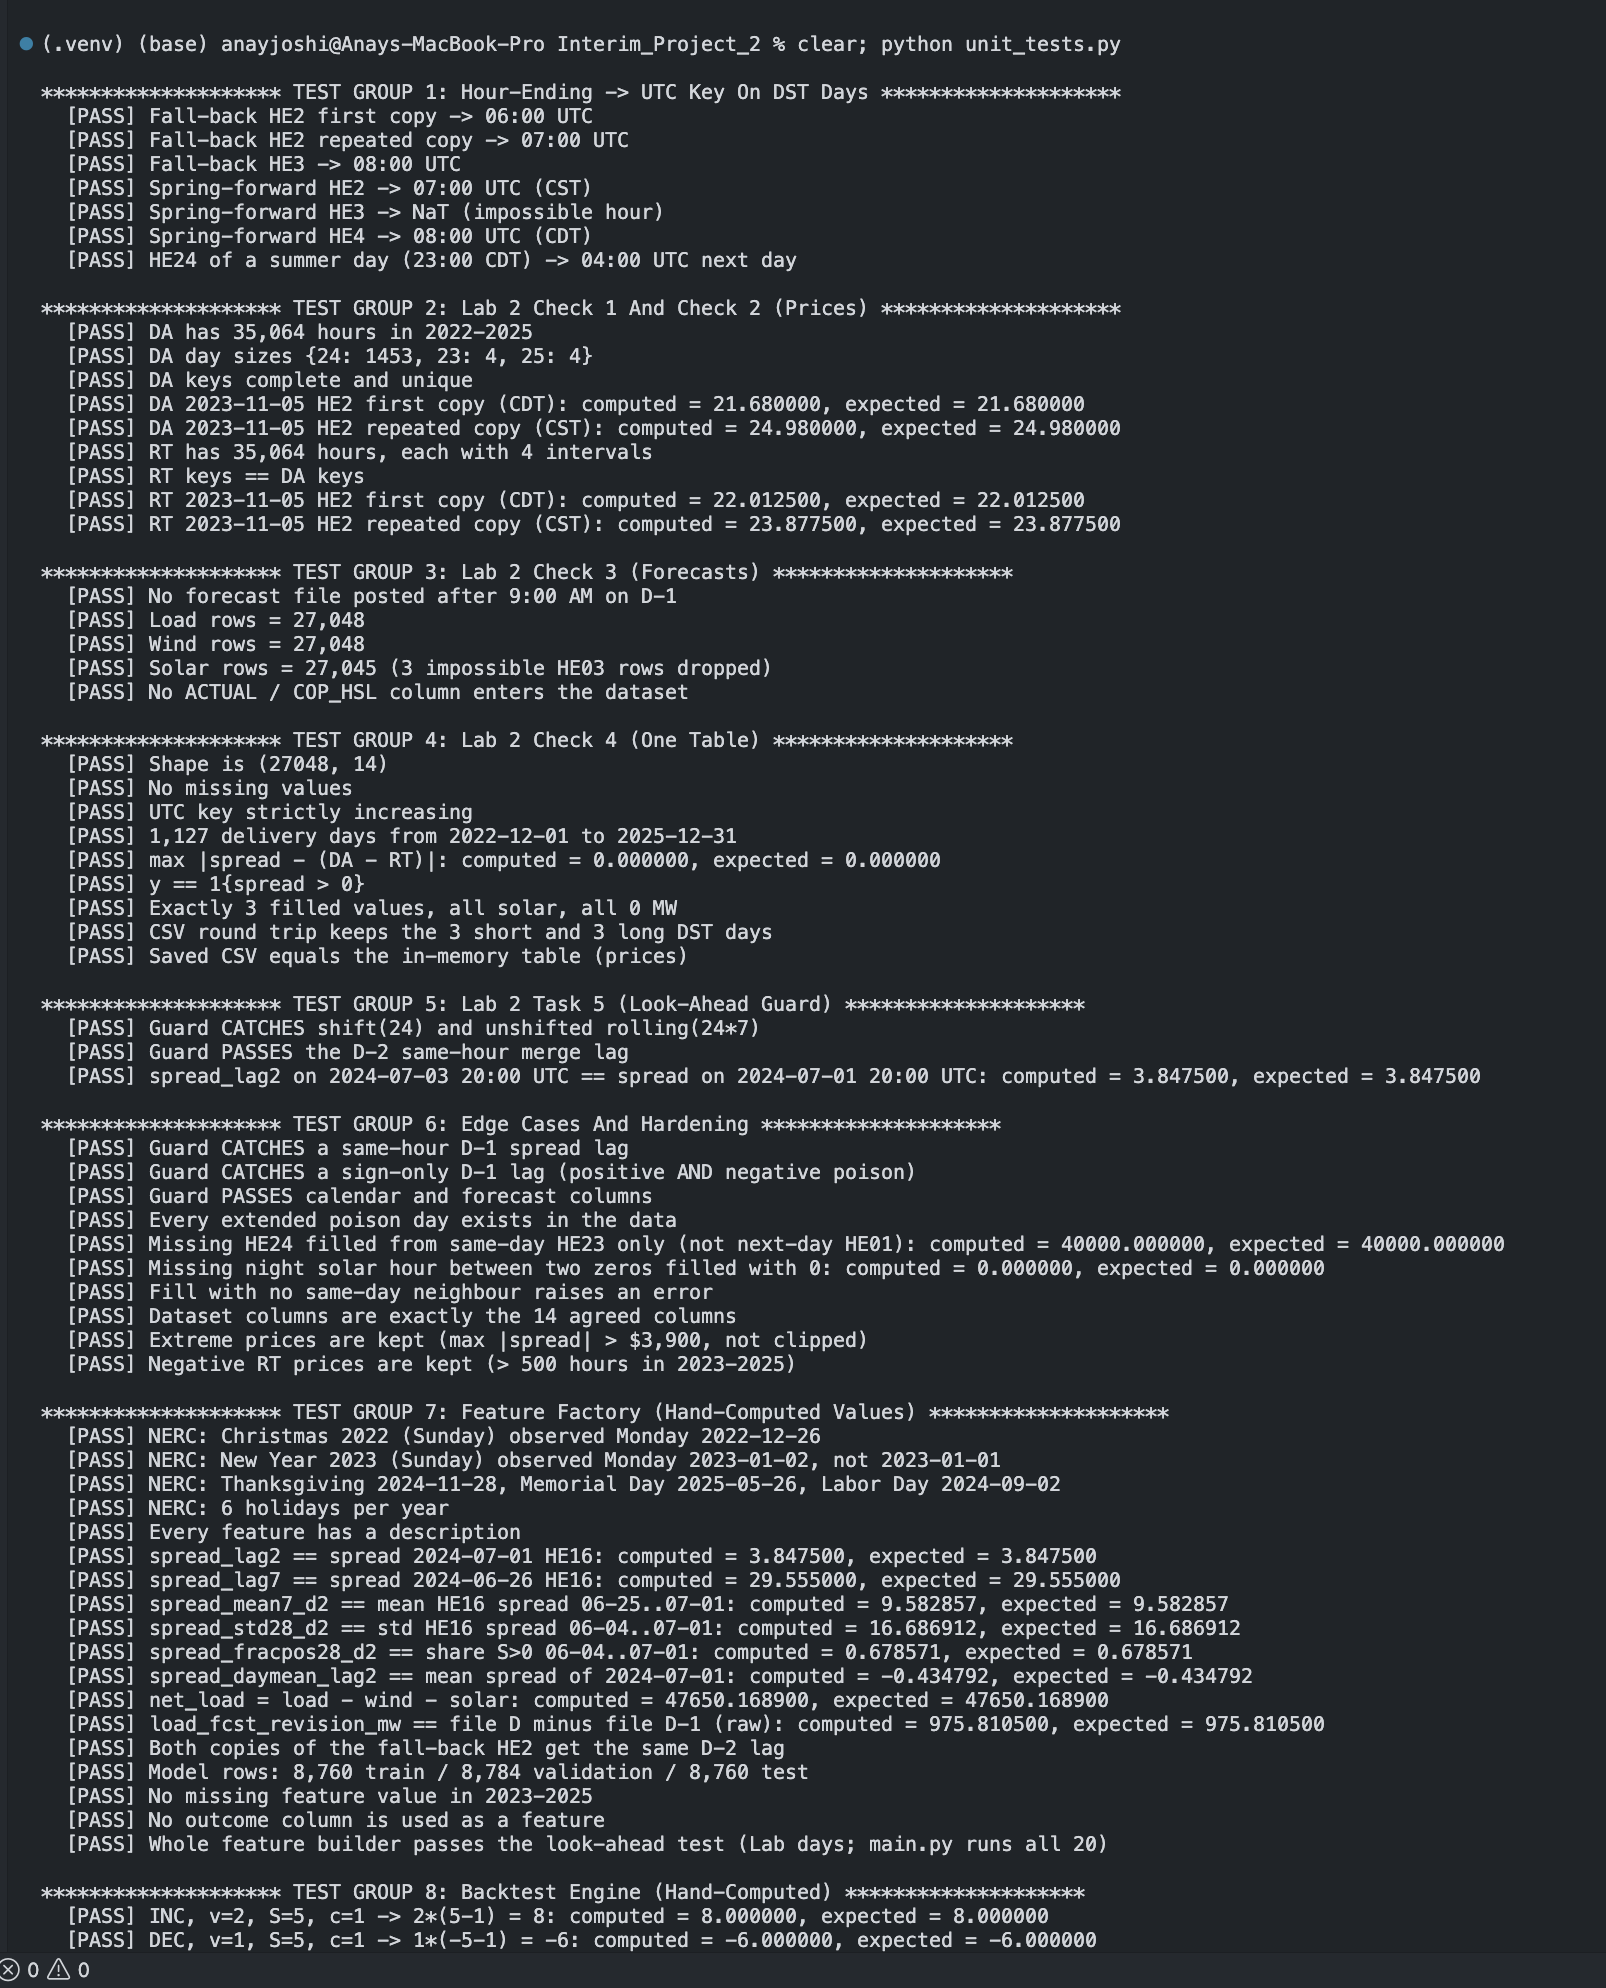 (.venv) (base) anayjoshi@Anays-MacBook-Pro Interim_Project_2 % clear; python unit_tests.py
******************** TEST GROUP 1: Hour-Ending -> UTC Key On DST Days ********************
[PASS] Fall-back HE2 first copy -> 06:00 UTC
[PASS] Fall-back HE2 repeated copy -> 07:00 UTC
[PASS] Fall-back HE3 -> 08:00 UTC
[PASS] Spring-forward HE2 -> 07:00 UTC (CST)
[PASS] Spring-forward HE3 -> NaT (impossible hour)
[PASS] Spring-forward HE4 -> 08:00 UTC (CDT)
[PASS] HE24 of a summer day (23:00 CDT) -> 04:00 UTC next day
******************** TEST GROUP 2: Lab 2 Check 1 And Check 2 (Prices) ********************
[PASS] DA has 35,064 hours in 2022-2025
[PASS] DA day sizes {24: 1453, 23: 4, 25: 4}
[PASS] DA keys complete and unique
[PASS] DA 2023-11-05 HE2 first copy (CDT): computed = 21.680000, expected = 21.680000
[PASS] DA 2023-11-05 HE2 repeated copy (CST): computed = 24.980000, expected = 24.980000
[PASS] RT has 35,064 hours, each with 4 intervals
[PASS] RT keys == DA keys
[PASS] RT 2023-11-05 HE2 first copy (CDT): computed = 22.012500, expected = 22.012500
[PASS] RT 2023-11-05 HE2 repeated copy (CST): computed = 23.877500, expected = 23.877500
******************** TEST GROUP 3: Lab 2 Check 3 (Forecasts) ********************
[PASS] No forecast file posted after 9:00 AM on D-1
[PASS] Load rows = 27,048
[PASS] Wind rows = 27,048
[PASS] Solar rows = 27,045 (3 impossible HE03 rows dropped)
[PASS] No ACTUAL / COP_HSL column enters the dataset
******************** TEST GROUP 4: Lab 2 Check 4 (One Table) ********************
[PASS] Shape is (27048, 14)
[PASS] No missing values
[PASS] UTC key strictly increasing
[PASS] 1,127 delivery days from 2022-12-01 to 2025-12-31
[PASS] max |spread - (DA - RT)|: computed = 0.000000, expected = 0.000000
[PASS] y == 1{spread > 0}
[PASS] Exactly 3 filled values, all solar, all 0 MW
[PASS] CSV round trip keeps the 3 short and 3 long DST days
[PASS] Saved CSV equals the in-memory table (prices)
******************** TEST GROUP 5: Lab 2 Task 5 (Look-Ahead Guard) ********************
[PASS] Guard CATCHES shift(24) and unshifted rolling(24*7)
[PASS] Guard PASSES the D-2 same-hour merge lag
[PASS] spread_lag2 on 2024-07-03 20:00 UTC == spread on 2024-07-01 20:00 UTC: computed = 3.847500, expected = 3.847500
******************** TEST GROUP 6: Edge Cases And Hardening ********************
[PASS] Guard CATCHES a same-hour D-1 spread lag
[PASS] Guard CATCHES a sign-only D-1 lag (positive AND negative poison)
[PASS] Guard PASSES calendar and forecast columns
[PASS] Every extended poison day exists in the data
[PASS] Missing HE24 filled from same-day HE23 only (not next-day HE01): computed = 40000.000000, expected = 40000.000000
[PASS] Missing night solar hour between two zeros filled with 0: computed = 0.000000, expected = 0.000000
[PASS] Fill with no same-day neighbour raises an error
[PASS] Dataset columns are exactly the 14 agreed columns
[PASS] Extreme prices are kept (max |spread| > $3,900, not clipped)
[PASS] Negative RT prices are kept (> 500 hours in 2023-2025)
******************** TEST GROUP 7: Feature Factory (Hand-Computed Values) ********************
[PASS] NERC: Christmas 2022 (Sunday) observed Monday 2022-12-26
[PASS] NERC: New Year 2023 (Sunday) observed Monday 2023-01-02, not 2023-01-01
[PASS] NERC: Thanksgiving 2024-11-28, Memorial Day 2025-05-26, Labor Day 2024-09-02
[PASS] NERC: 6 holidays per year
[PASS] Every feature has a description
[PASS] spread_lag2 == spread 2024-07-01 HE16: computed = 3.847500, expected = 3.847500
[PASS] spread_lag7 == spread 2024-06-26 HE16: computed = 29.555000, expected = 29.555000
[PASS] spread_mean7_d2 == mean HE16 spread 06-25..07-01: computed = 9.582857, expected = 9.582857
[PASS] spread_std28_d2 == std HE16 spread 06-04..07-01: computed = 16.686912, expected = 16.686912
[PASS] spread_fracpos28_d2 == share S>0 06-04..07-01: computed = 0.678571, expected = 0.678571
[PASS] spread_daymean_lag2 == mean spread of 2024-07-01: computed = -0.434792, expected = -0.434792
[PASS] net_load = load - wind - solar: computed = 47650.168900, expected = 47650.168900
[PASS] load_fcst_revision_mw == file D minus file D-1 (raw): computed = 975.810500, expected = 975.810500
[PASS] Both copies of the fall-back HE2 get the same D-2 lag
[PASS] Model rows: 8,760 train / 8,784 validation / 8,760 test
[PASS] No missing feature value in 2023-2025
[PASS] No outcome column is used as a feature
[PASS] Whole feature builder passes the look-ahead test (Lab days; main.py runs all 20)
******************** TEST GROUP 8: Backtest Engine (Hand-Computed) ********************
[PASS] INC, v=2, S=5, c=1 -> 2*(5-1) = 8: computed = 8.000000, expected = 8.000000
[PASS] DEC, v=1, S=5, c=1 -> 1*(-5-1) = -6: computed = -6.000000, expected = -6.000000
0 0